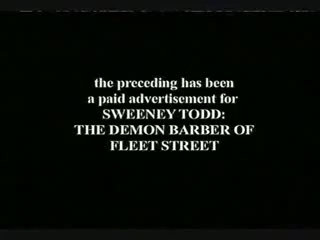 the preceding has been
a paid advertisement for
SWEENEY TODD:
THE DEMON BARBER OF
FLEET STREET